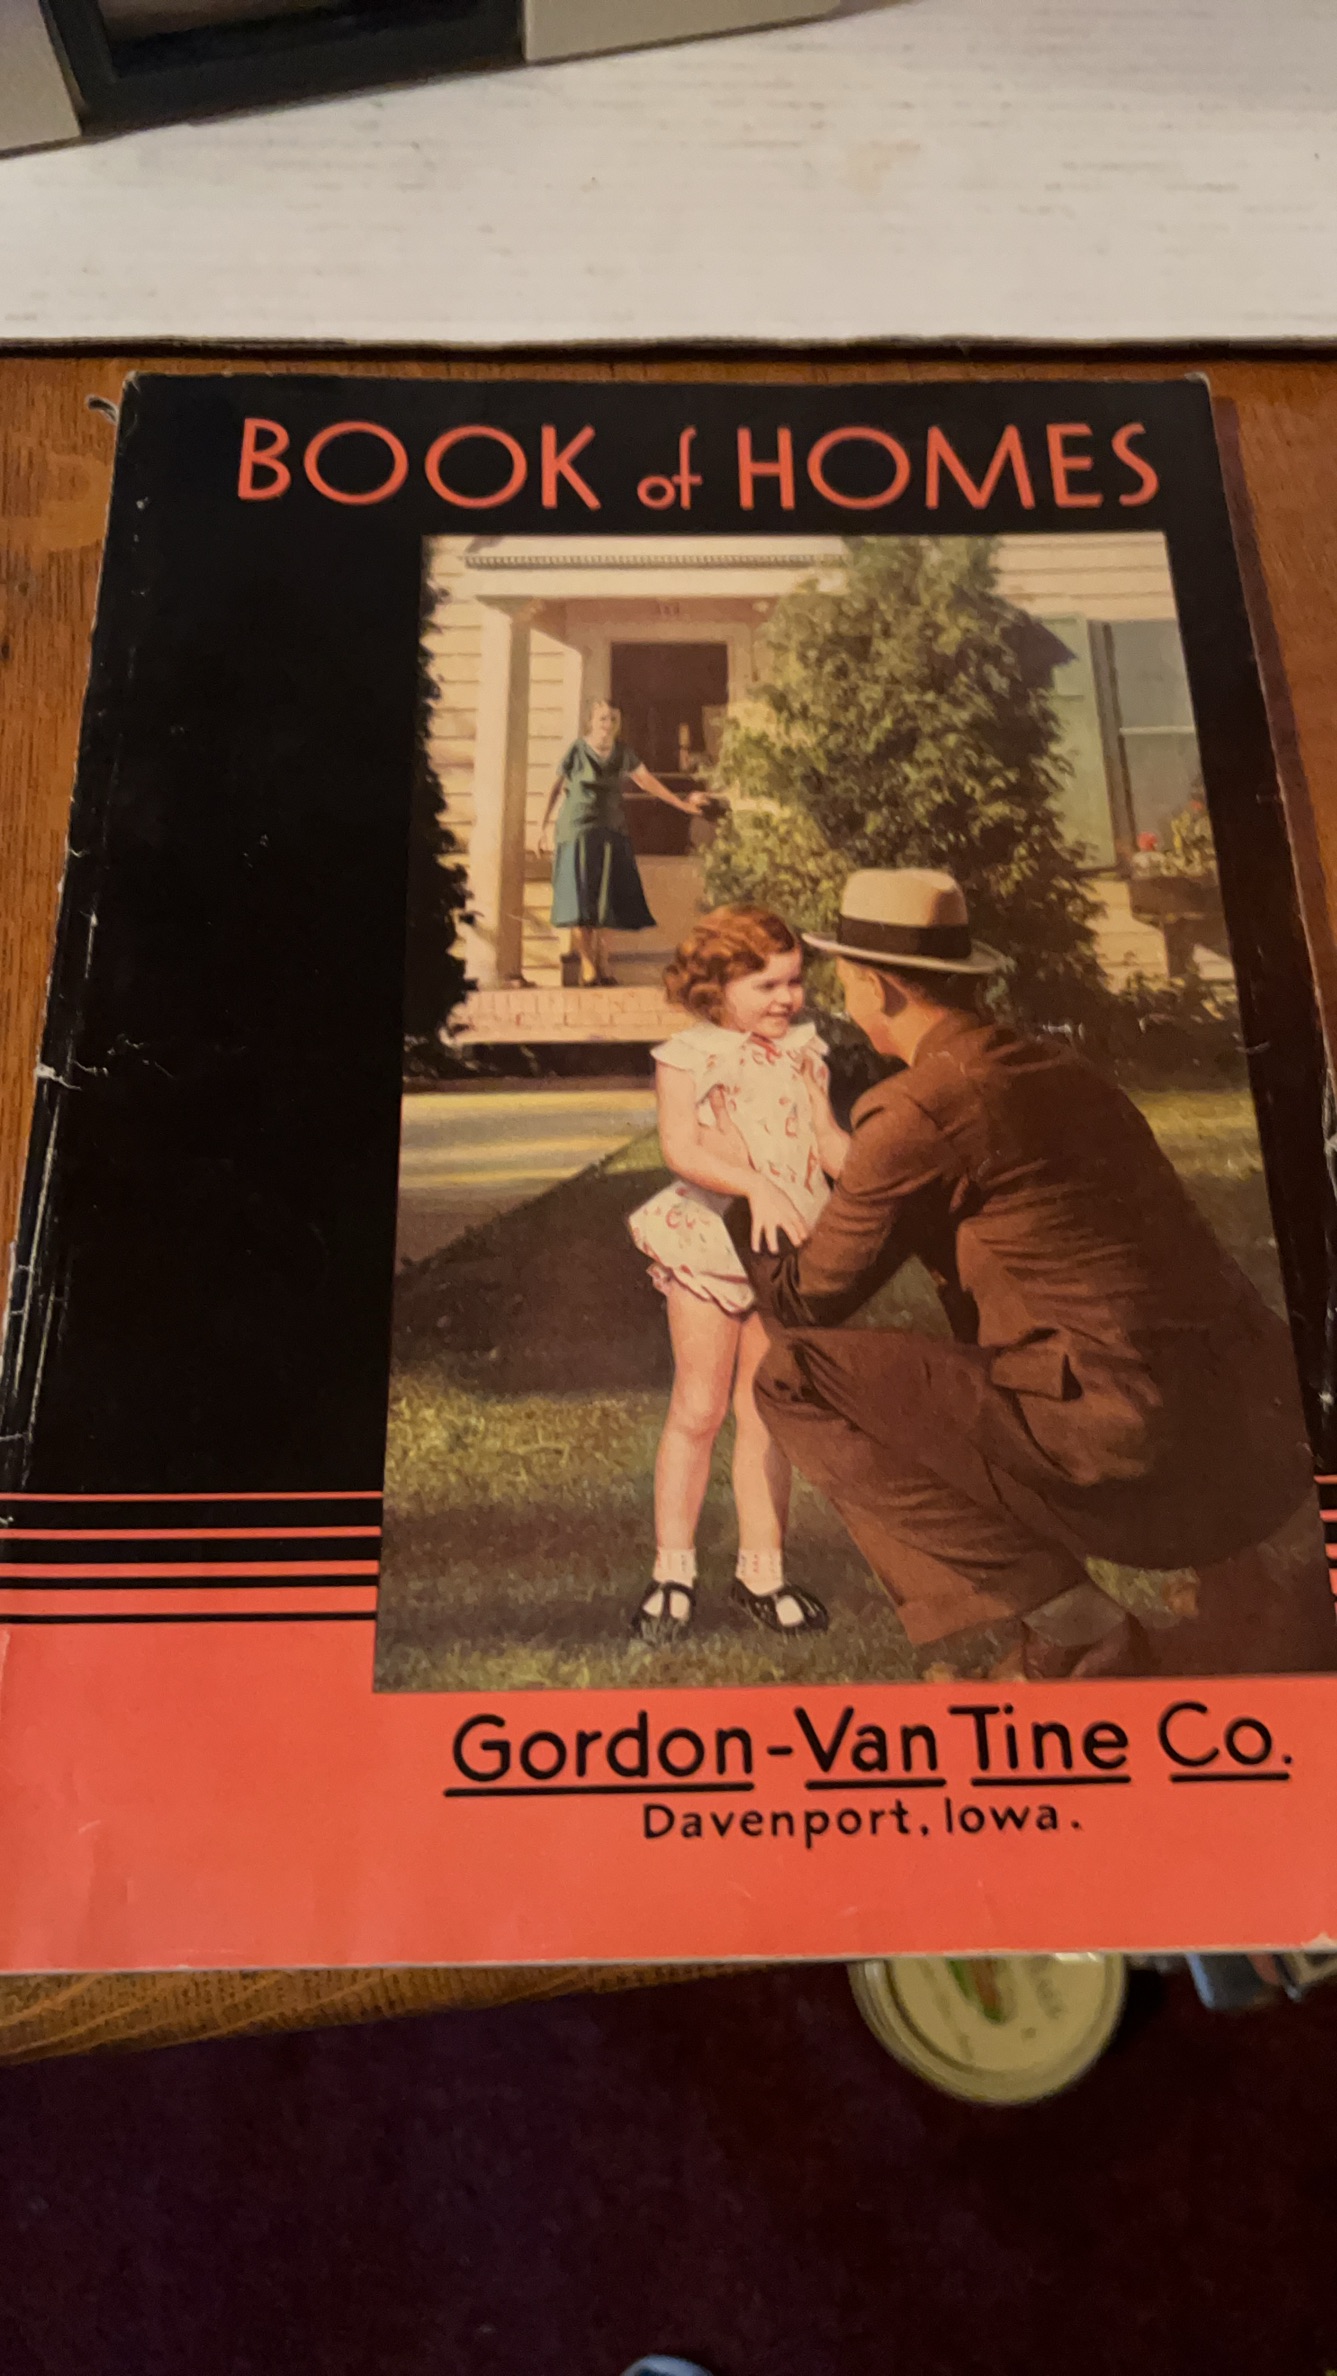 BOOK of HOMES
Gordon-Van Tine Co.
Davenport, Iowa.